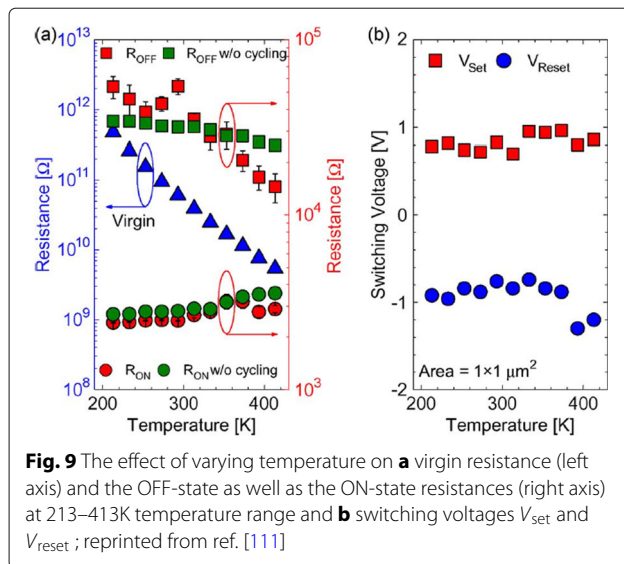 (a)
10^13
10^12
10^11
10^10
10^9
10^8
Resistance [Ω]
R_OFF
R_OFF w/o cycling
Virgin
R_ON
R_ON w/o cycling
10^5
10^4
10^3
Resistance [Ω]
200 300 400
Temperature [K]
(b)
2
1
0
-1
-2
Switching Voltage [V]
V_Set
V_Reset
Area = 1×1 μm^2
200 300 400
Temperature [K]
Fig. 9 The effect of varying temperature on a virgin resistance (left
axis) and the OFF-state as well as the ON-state resistances (right axis)
at 213–413K temperature range and b switching voltages V_set and
V_reset ; reprinted from ref. [111]